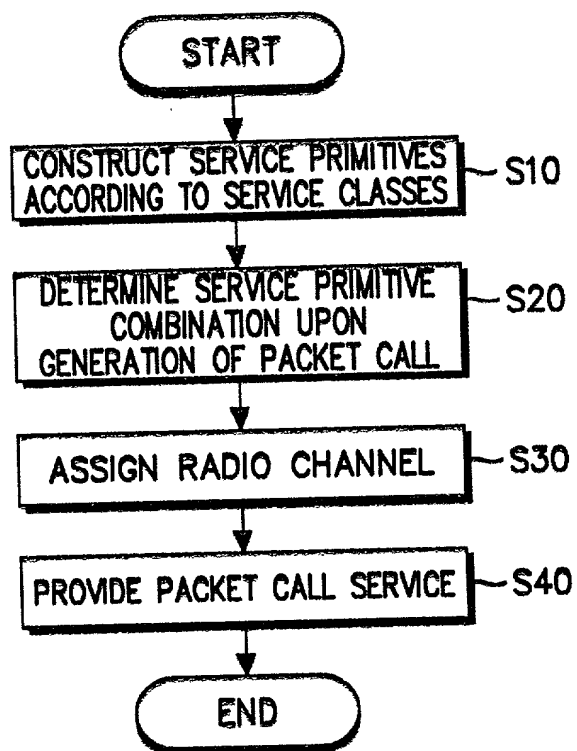 START
CONSTRUCT SERVICE PRIMITIVES
ACCORDING TO SERVICE CLASSES
S10
DETERMINE SERVICE PRIMITIVE
COMBINATION UPON
GENERATION OF PACKET CALL
S20
ASSIGN RADIO CHANNEL
S30
PROVIDE PACKET CALL SERVICE
S40
END